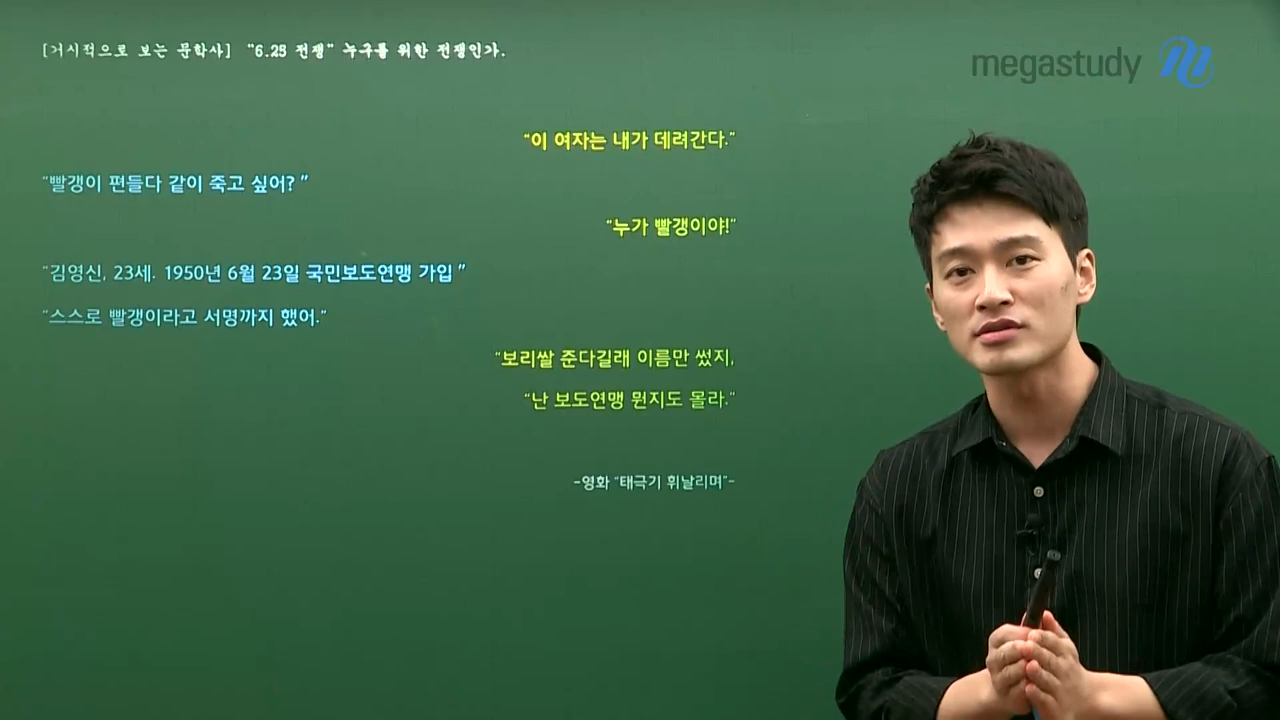 [거시적으로 보는 문학사] "6.25 전쟁" 누구를 위한 전쟁인가.
megastudy
"이 여자는 내가 데려간다."
"빨갱이 편들다 같이 죽고 싶어? "
"누가 빨갱이야!"
"김영신, 23세. 1950년 6월 23일 국민보도연맹 가입 "
"스스로 빨갱이라고 서명까지 했어."
"보리쌀 준다길래 이름만 썼지,
"난 보도연맹 뭔지도 몰라."
-영화 "태극기 휘날리며"-